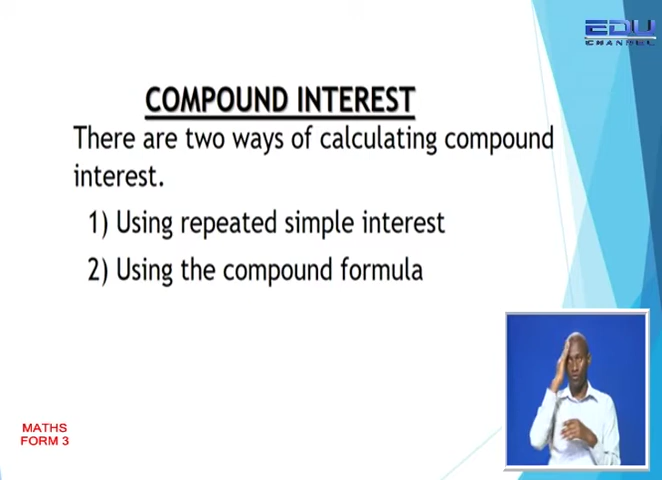 EDU
CHANNEL
COMPOUND INTEREST
There are two ways of calculating compound
interest.
1) Using repeated simple interest
2) Using the compound formula
MATHS
FORM 3